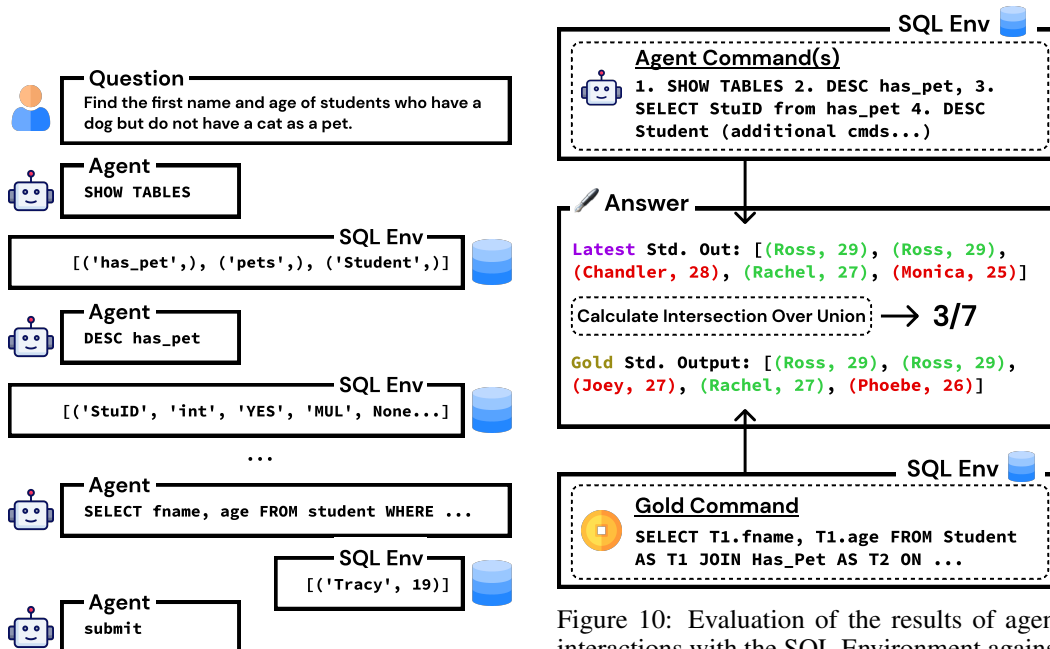 Question
Find the first name and age of students who have a
dog but do not have a cat as a pet.
Agent
SHOW TABLES
SQL Env
[('has_pet',), ('pets',), ('Student',)]
Agent
DESC has_pet
SQL Env
[('StuID', 'int', 'YES', 'MUL', None...]
...
Agent
SELECT fname, age FROM student WHERE ...
SQL Env
[('Tracy', 19)]
Agent
submit
SQL Env
Agent Command(s)
1. SHOW TABLES 2. DESC has_pet, 3.
SELECT StuID from has_pet 4. DESC
Student (additional cmds...)
Answer
Latest Std. Out: [(Ross, 29), (Ross, 29),
(Chandler, 28), (Rachel, 27), (Monica, 25)]
Calculate Intersection Over Union → 3/7
Gold Std. Output: [(Ross, 29), (Ross, 29),
(Joey, 27), (Rachel, 27), (Phoebe, 26)]
SQL Env
Gold Command
SELECT T1.fname, T1.age FROM Student
AS T1 JOIN Has_Pet AS T2 ON ...
Figure 10: Evaluation of the results of agen
interactions with the SQL Environment agains